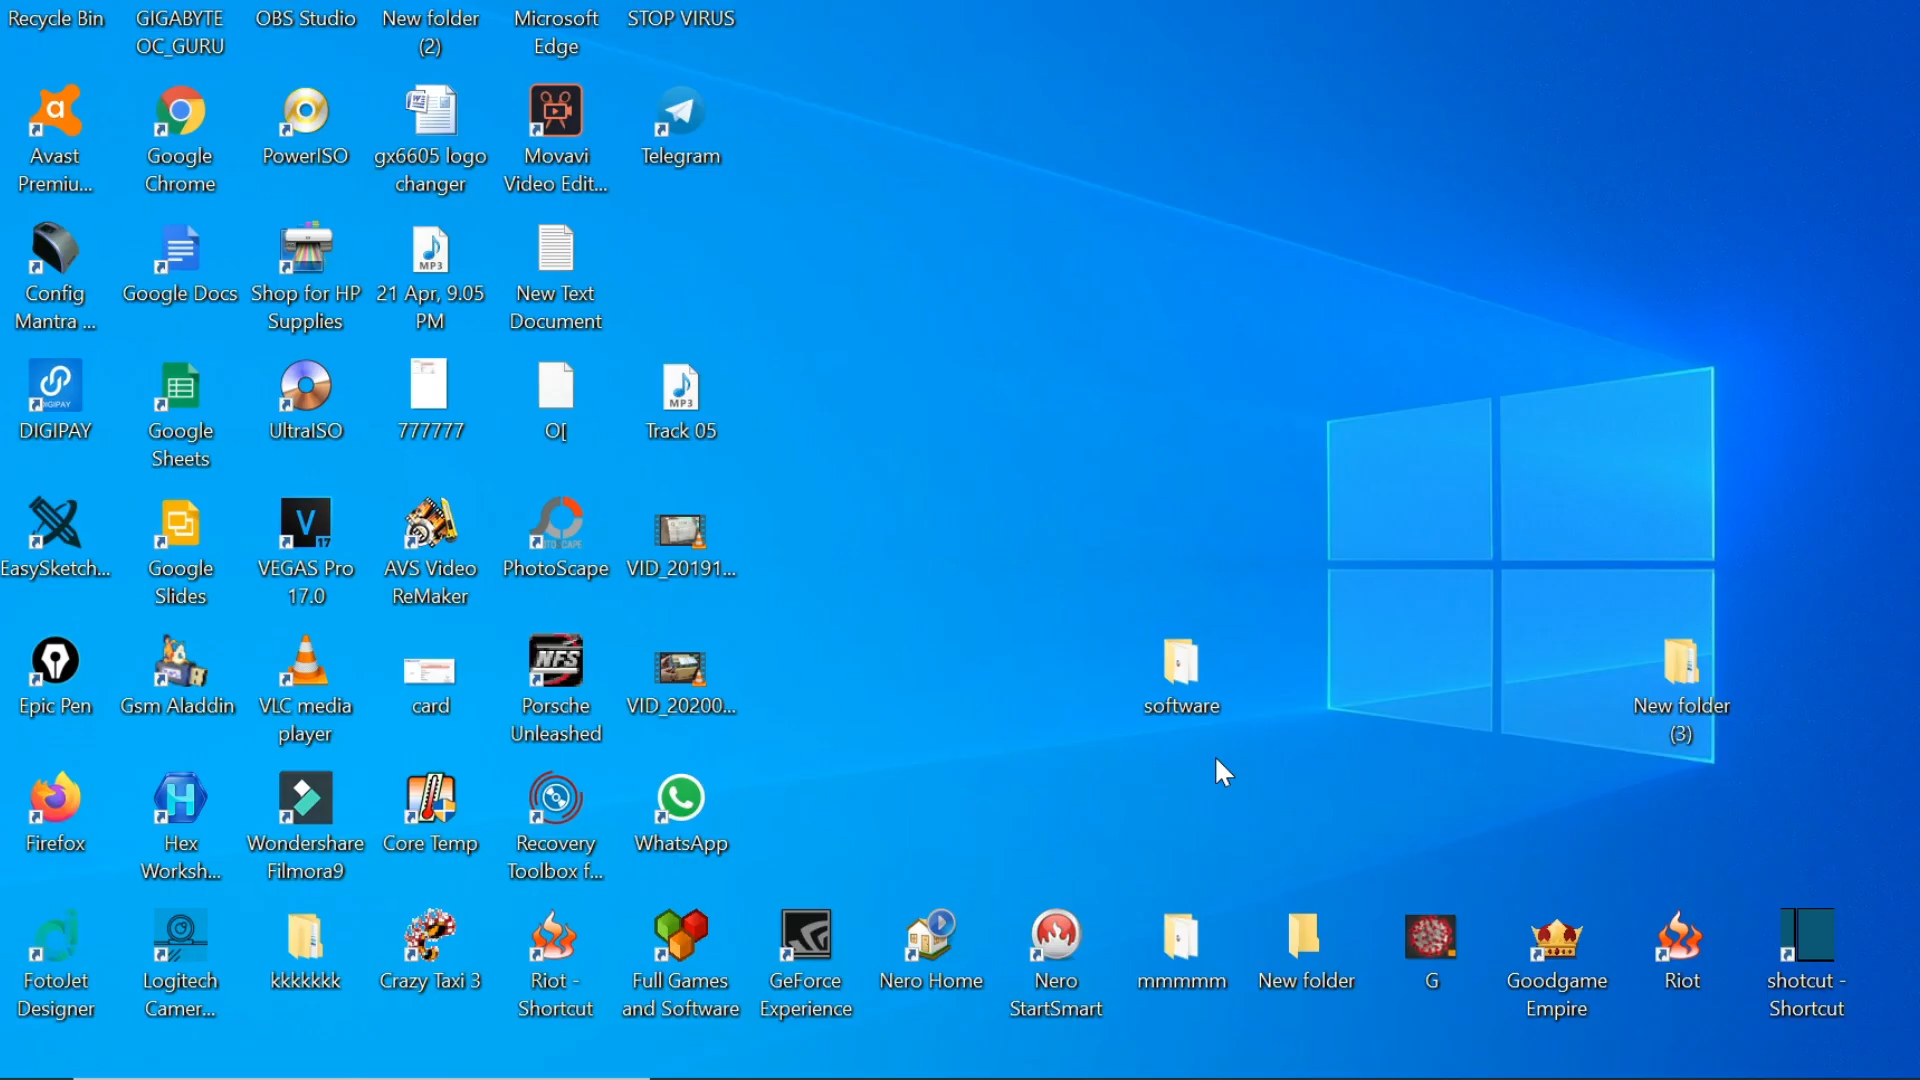 Recycle Bin
GIGABYTE
OC_GURU
OBS Studio
New folder
(2)
Microsoft
Edge
STOP VIRUS
Avast
Premiu...
Google
Chrome
PowerISO
gx6605 logo
changer
Movavi
Video Edit...
Telegram
Config
Mantra ...
Google Docs
Shop for HP
Supplies
MP3
21 Apr, 9.05
PM
New Text
Document
DIGIPAY
DIGIPAY
Google
Sheets
UltraISO
777777
O[
MP3
Track 05
EasySketch...
Google
Slides
V
17
VEGAS Pro
17.0
AVS Video
ReMaker
PhotoScape
VID_20191...
Epic Pen
Gsm Aladdin
VLC media
player
card
NFS
Porsche
Unleashed
VID_20200...
software
New folder
(3)
Firefox
Hex
Worksh...
Wondershare
Filmora9
Core Temp
Recovery
Toolbox f...
WhatsApp
FotoJet
Designer
Logitech
Camer...
kkkkkkk
Crazy Taxi 3
Riot -
Shortcut
Full Games
and Software
GeForce
Experience
Nero Home
Nero
StartSmart
mmmmm
New folder
G
Goodgame
Empire
Riot
shotcut -
Shortcut